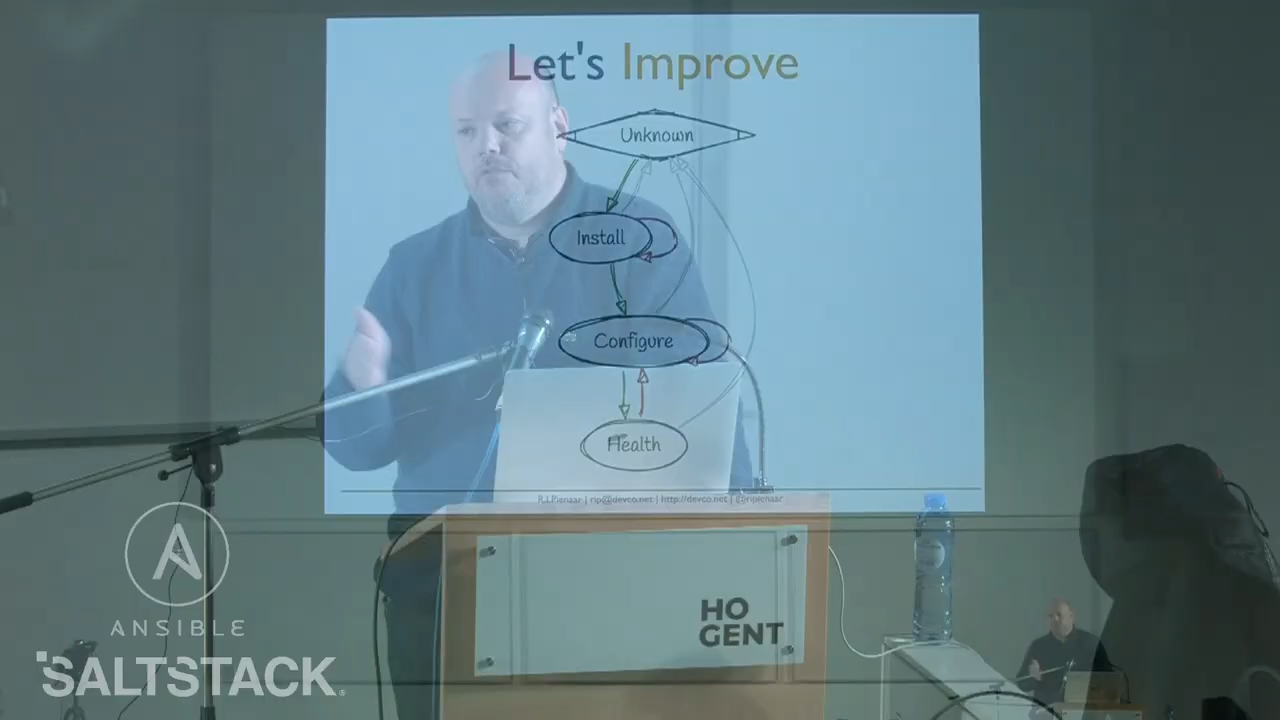 Let's Improve
Unknown
Install
Configure
Health
R.I.Pienaar | rip@devco.net | http://devco.net | @ripienaar
HO
GENT
ANSIBLE
SALTSTACK